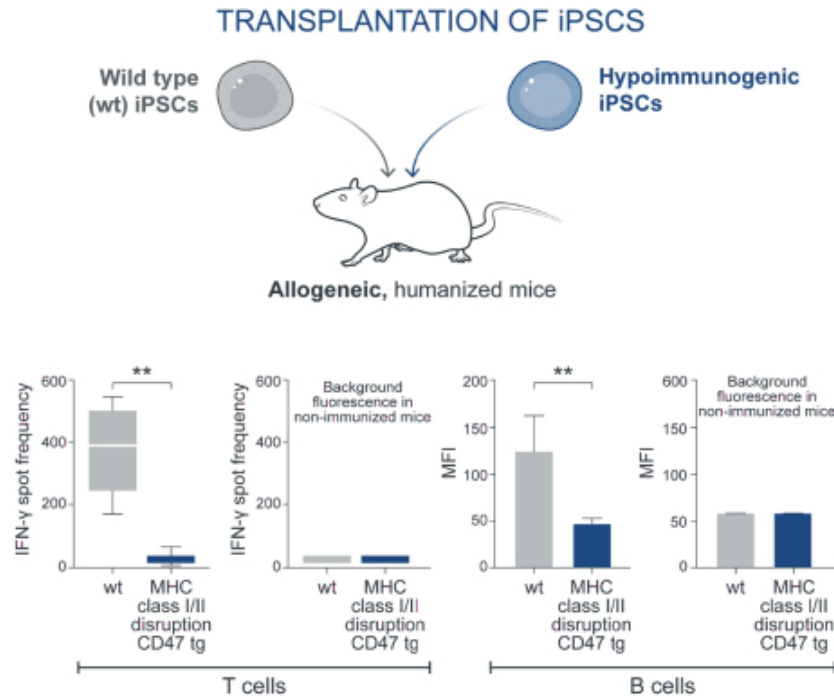 TRANSPLANTATION OF iPSCS
Wild type
(wt) iPSCs
Hypoimmunogenic
iPSCs
Allogeneic, humanized mice
IFN-γ spot frequency
600
400
200
0
**
wt
MHC
class I/II
disruption
CD47 tg
IFN-γ spot frequency
600
400
200
0
Background
fluorescence in
non-immunized mice
wt
MHC
class I/II
disruption
CD47 tg
T cells
MFI
200
150
100
50
0
**
wt
MHC
class I/II
disruption
CD47 tg
MFI
600
150
100
50
0
Background
fluorescence in
non-immunized mice
wt
MHC
class I/II
disruption
CD47 tg
B cells